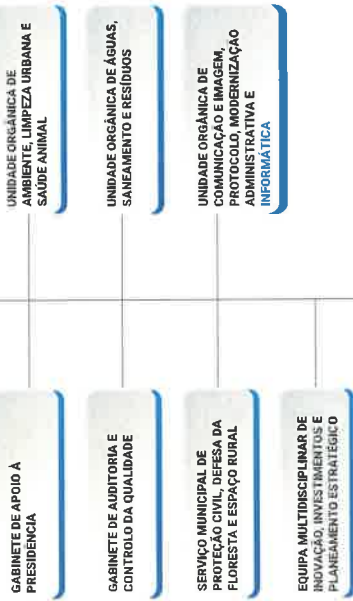 GABINETE DE APOIO À
PRESIDENCIA
UNIDADE ORGÂNICA DE
AMBIENTE, LIMPEZA URBANA E
SAÚDE ANIMAL
GABINETE DE AUDITORIA E
CONTROLO DA QUALIDADE
UNIDADE ORGÂNICA DE ÁGUAS,
SANEAMENTO E RESÍDUOS
SERVIÇO MUNICIPAL DE
PROTEÇÃO CIVIL, DEFESA DA
FLORESTA E ESPAÇO RURAL
UNIDADE ORGÂNICA DE
COMUNICAÇÃO E IMAGEM,
PROTOCOLO, MODERNIZAÇÃO
ADMINISTRATIVA E
INFORMÁTICA
EQUIPA MULTIDISCIPLINAR DE
INOVAÇÃO, INVESTIMENTOS E
PLANEAMENTO ESTRATÉGICO